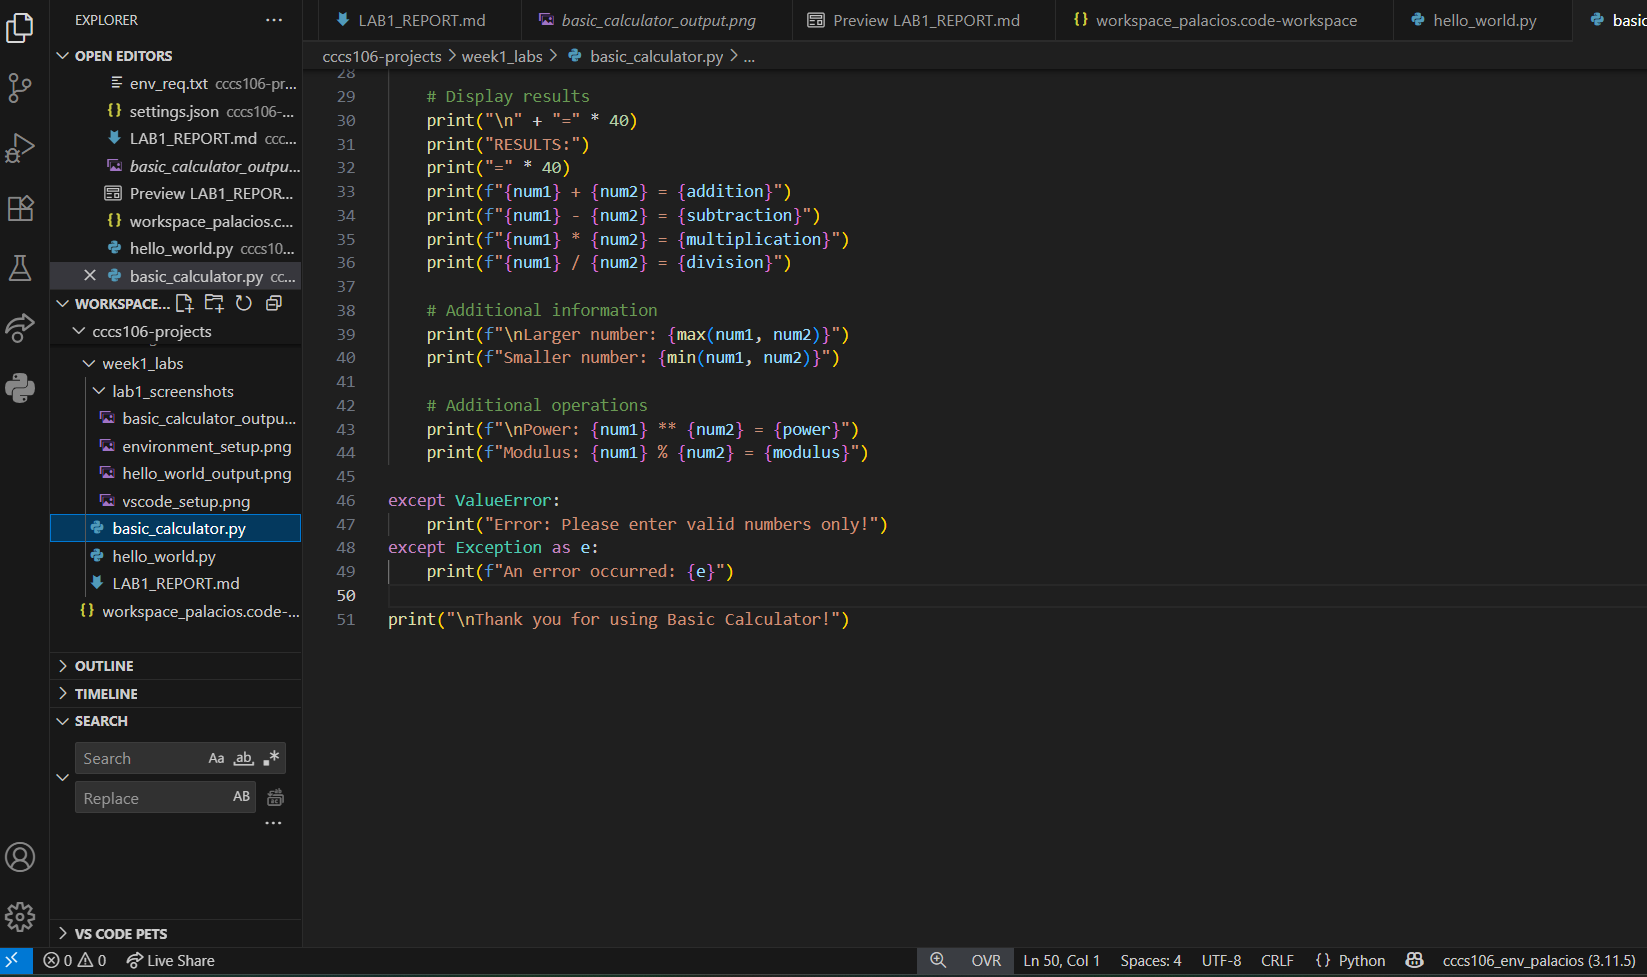 EXPLORER
OPEN EDITORS
env_req.txt cccs106-pr...
settings.json cccs106-...
LAB1_REPORT.md ccc...
basic_calculator_outpu...
Preview LAB1_REPOR...
workspace_palacios.c...
hello_world.py cccs10...
basic_calculator.py cc...
WORKSPACE...
cccs106-projects
week1_labs
lab1_screenshots
basic_calculator_outpu...
environment_setup.png
hello_world_output.png
vscode_setup.png
basic_calculator.py
hello_world.py
LAB1_REPORT.md
workspace_palacios.code-...
OUTLINE
TIMELINE
SEARCH
Search Aa ab .*
Replace AB
VS CODE PETS
LAB1_REPORT.md basic_calculator_output.png Preview LAB1_REPORT.md workspace_palacios.code-workspace hello_world.py basic
cccs106-projects > week1_labs > basic_calculator.py > ...
28
29 # Display results
30 print("\n" + "=" * 40)
31 print("RESULTS:")
32 print("=" * 40)
33 print(f"{num1} + {num2} = {addition}")
34 print(f"{num1} - {num2} = {subtraction}")
35 print(f"{num1} * {num2} = {multiplication}")
36 print(f"{num1} / {num2} = {division}")
37
38 # Additional information
39 print(f"\nLarger number: {max(num1, num2)}")
40 print(f"Smaller number: {min(num1, num2)}")
41
42 # Additional operations
43 print(f"\nPower: {num1} ** {num2} = {power}")
44 print(f"Modulus: {num1} % {num2} = {modulus}")
45
46 except ValueError:
47 print("Error: Please enter valid numbers only!")
48 except Exception as e:
49 print(f"An error occurred: {e}")
50
51 print("\nThank you for using Basic Calculator!")
0 0 Live Share OVR Ln 50, Col 1 Spaces: 4 UTF-8 CRLF {} Python cccs106_env_palacios (3.11.5)